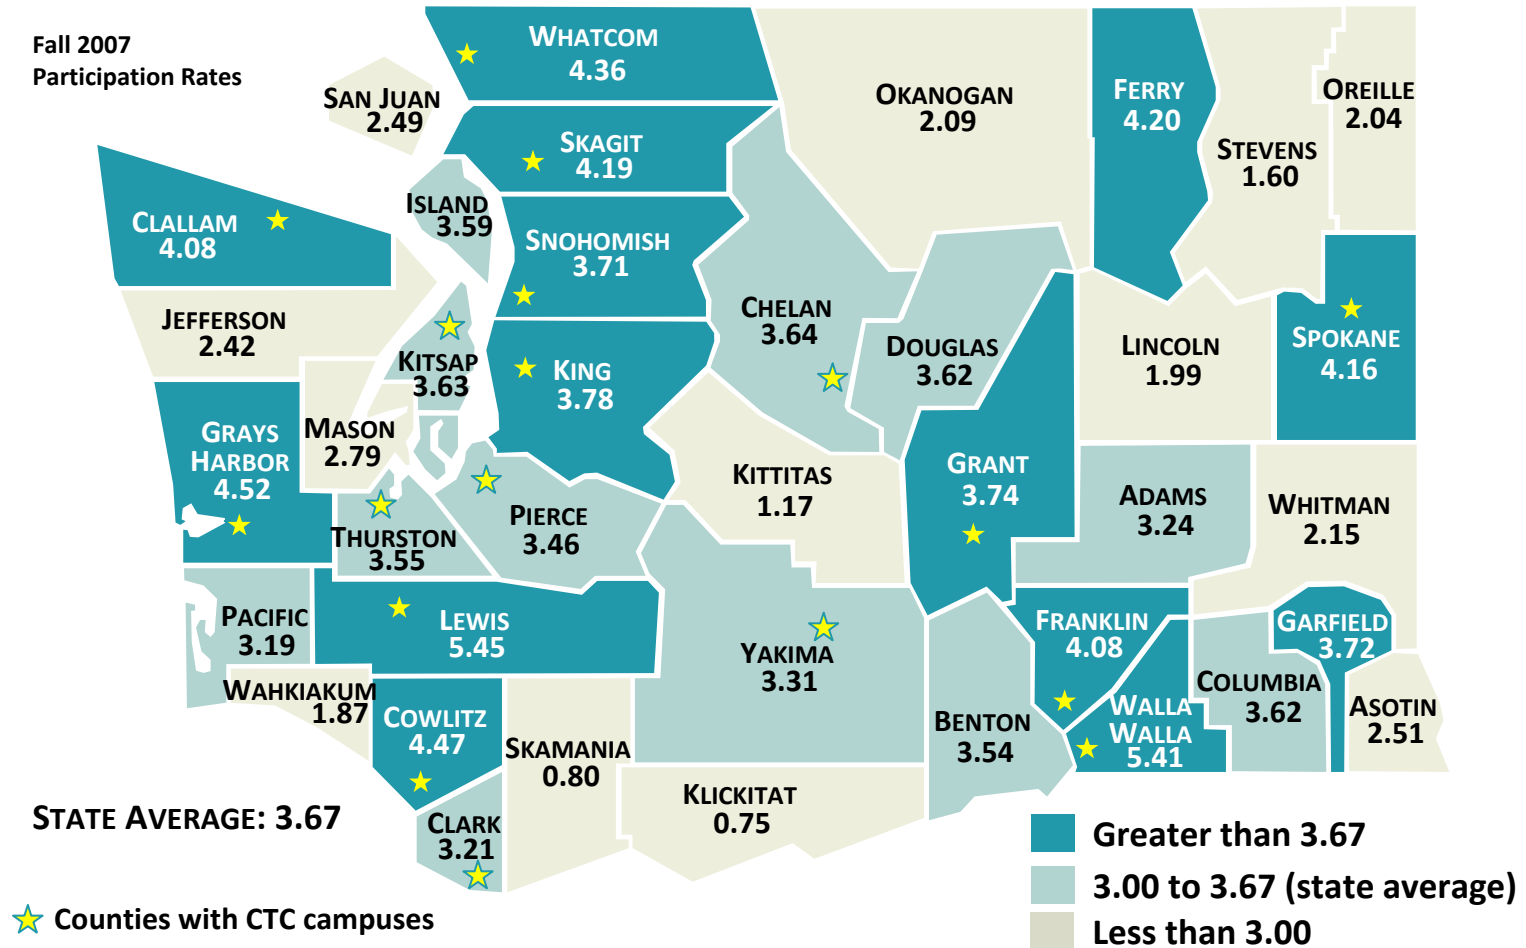 Fall 2007
Participation Rates
WHATCOM
4.36
SAN JUAN
2.49
OKANOGAN
2.09
FERRY
4.20
OREILLE
2.04
SKAGIT
4.19
STEVENS
1.60
ISLAND
3.59
CLALLAM
4.08
SNOHOMISH
3.71
CHELAN
3.64
JEFFERSON
2.42
KITSAP
3.63
KING
3.78
DOUGLAS
3.62
LINCOLN
1.99
SPOKANE
4.16
GRAYS
HARBOR
4.52
MASON
2.79
KITTITAS
1.17
GRANT
3.74
ADAMS
3.24
WHITMAN
2.15
THURSTON
3.55
PIERCE
3.46
PACIFIC
3.19
LEWIS
5.45
YAKIMA
3.31
FRANKLIN
4.08
GARFIELD
3.72
WAHKIAKUM
1.87
COWLITZ
4.47
SKAMANIA
0.80
BENTON
3.54
WALLA
WALLA
5.41
COLUMBIA
3.62
ASOTIN
2.51
KLICKITAT
0.75
STATE AVERAGE: 3.67
CLARK
3.21
Greater than 3.67
3.00 to 3.67 (state average)
Less than 3.00
Counties with CTC campuses